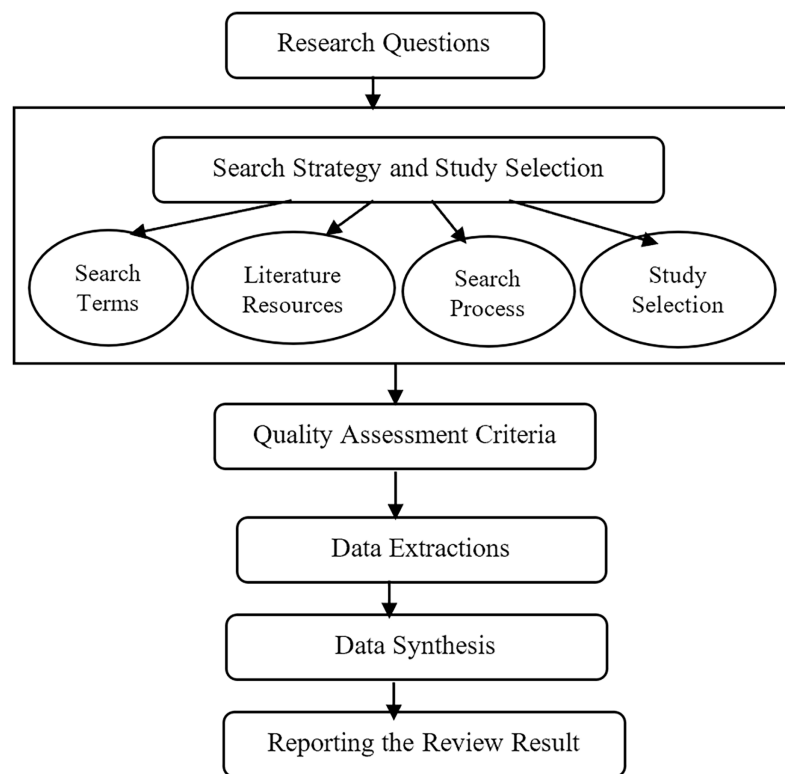 Research Questions
Search Strategy and Study Selection
Search
Terms
Literature
Resources
Search
Process
Study
Selection
Quality Assessment Criteria
Data Extractions
Data Synthesis
Reporting the Review Result